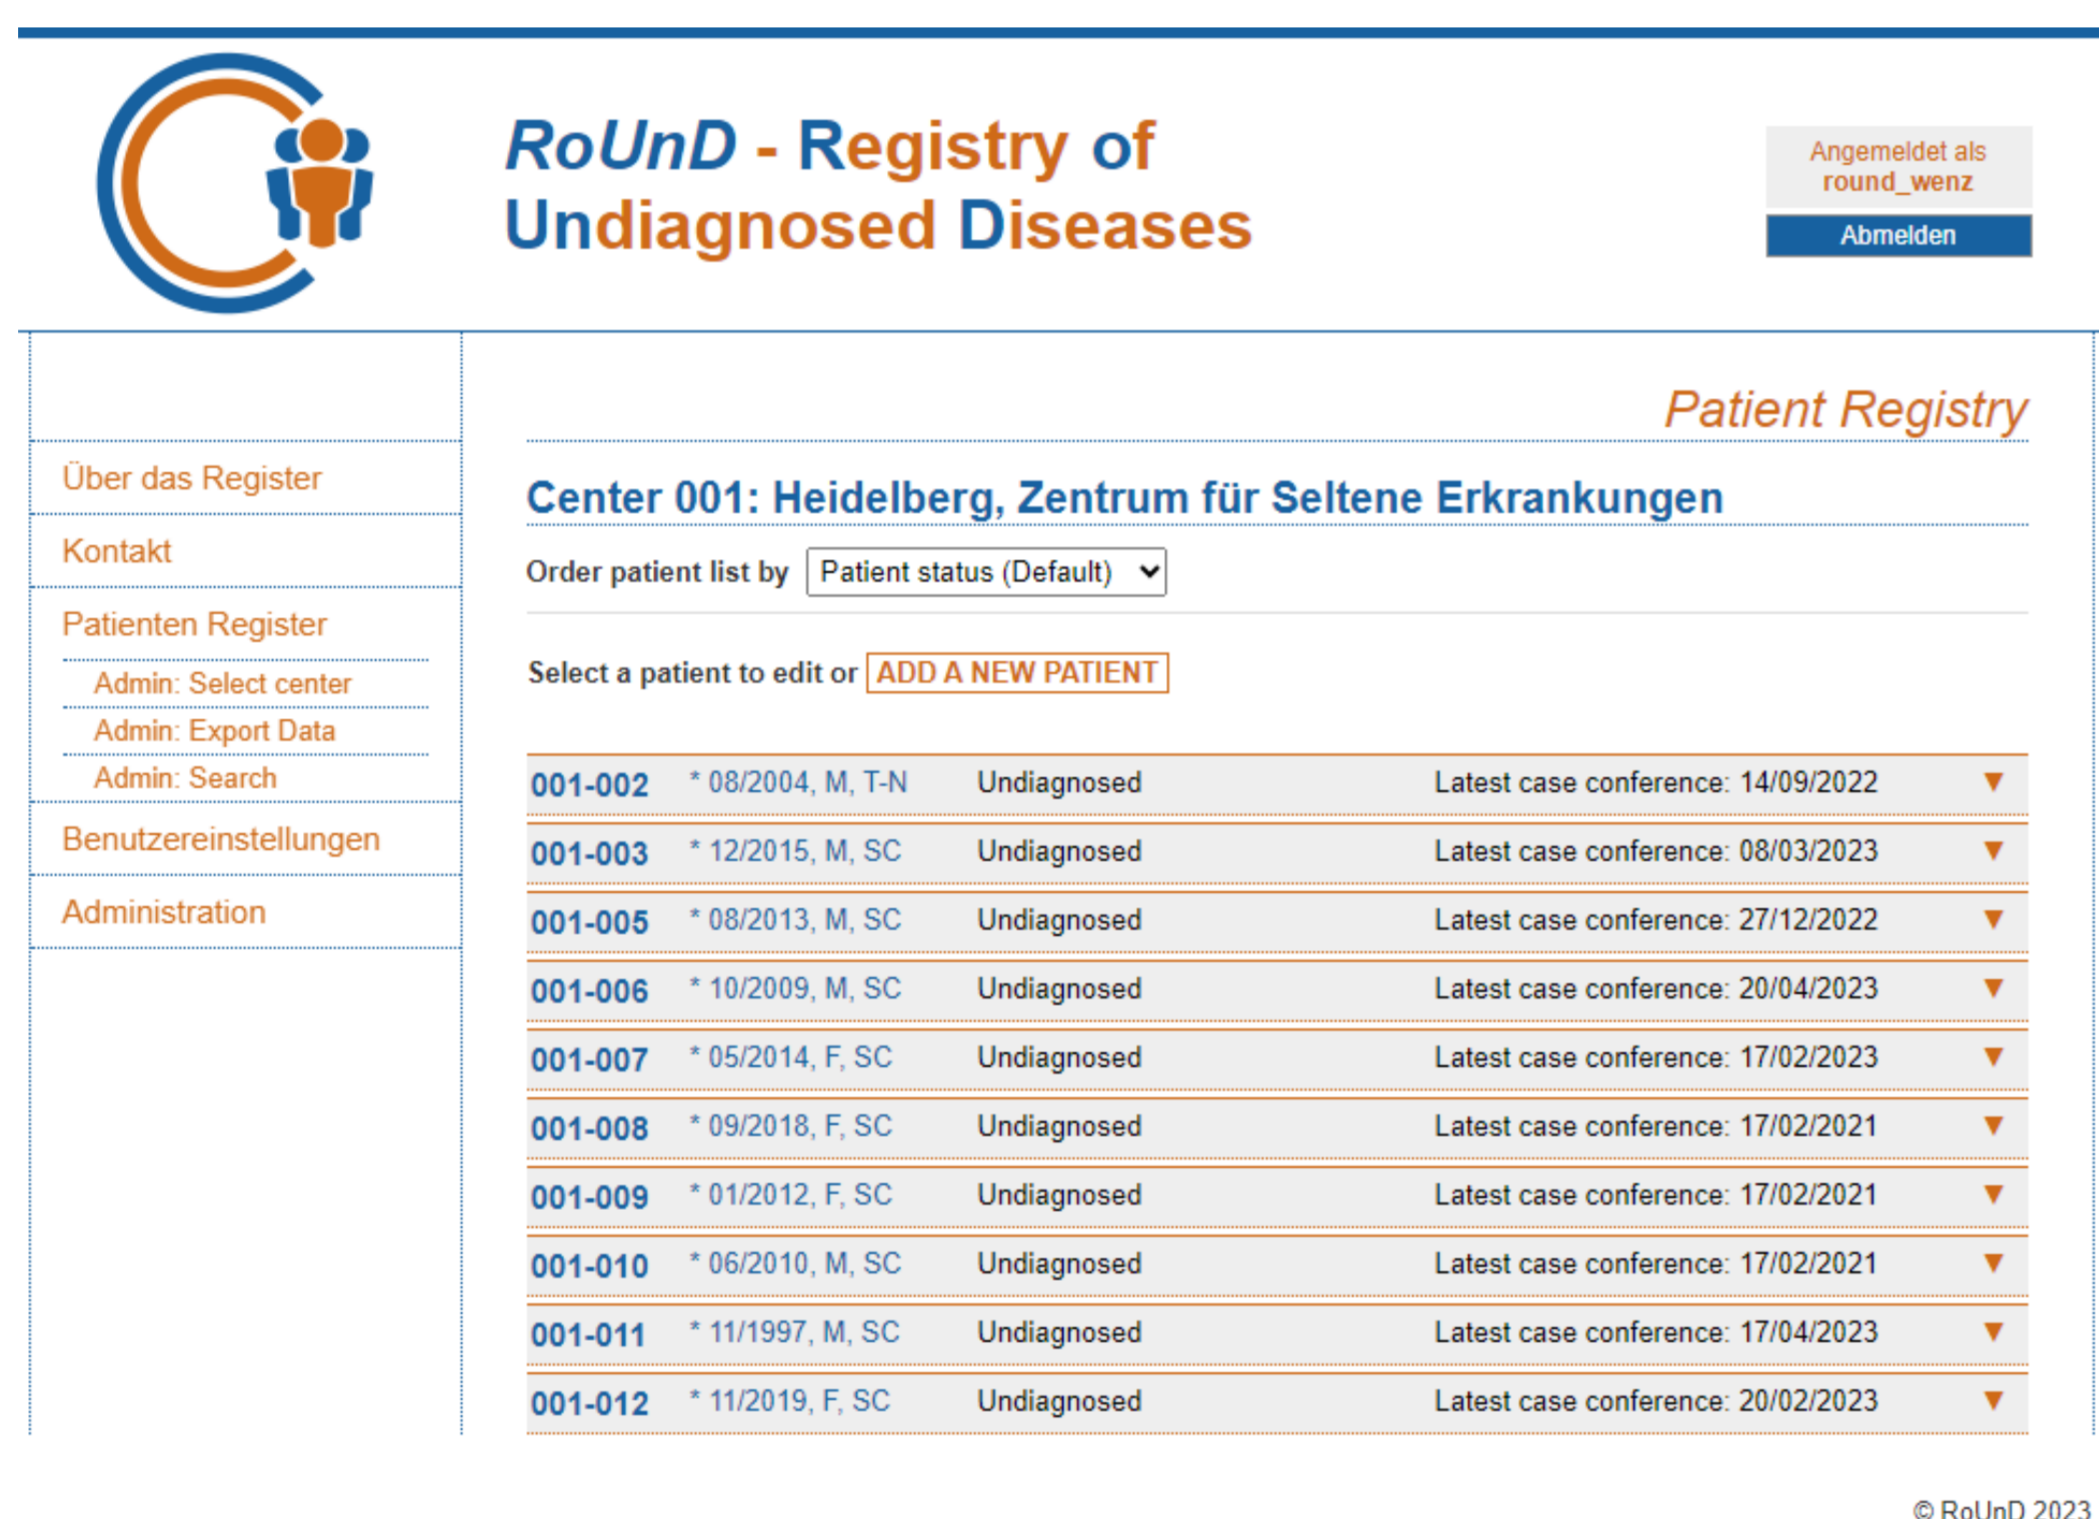 RoUnD - Registry of
Undiagnosed Diseases
Angemeldet als
round_wenz
Abmelden
Über das Register
Kontakt
Patienten Register
Admin: Select center
Admin: Export Data
Admin: Search
Benutzereinstellungen
Administration
Patient Registry
Center 001: Heidelberg, Zentrum für Seltene Erkrankungen
Order patient list by Patient status (Default)
Select a patient to edit or ADD A NEW PATIENT
001-002 * 08/2004, M, T-N Undiagnosed Latest case conference: 14/09/2022 ▼
001-003 * 12/2015, M, SC Undiagnosed Latest case conference: 08/03/2023 ▼
001-005 * 08/2013, M, SC Undiagnosed Latest case conference: 27/12/2022 ▼
001-006 * 10/2009, M, SC Undiagnosed Latest case conference: 20/04/2023 ▼
001-007 * 05/2014, F, SC Undiagnosed Latest case conference: 17/02/2023 ▼
001-008 * 09/2018, F, SC Undiagnosed Latest case conference: 17/02/2021 ▼
001-009 * 01/2012, F, SC Undiagnosed Latest case conference: 17/02/2021 ▼
001-010 * 06/2010, M, SC Undiagnosed Latest case conference: 17/02/2021 ▼
001-011 * 11/1997, M, SC Undiagnosed Latest case conference: 17/04/2023 ▼
001-012 * 11/2019, F, SC Undiagnosed Latest case conference: 20/02/2023 ▼
© RoUnD 2023